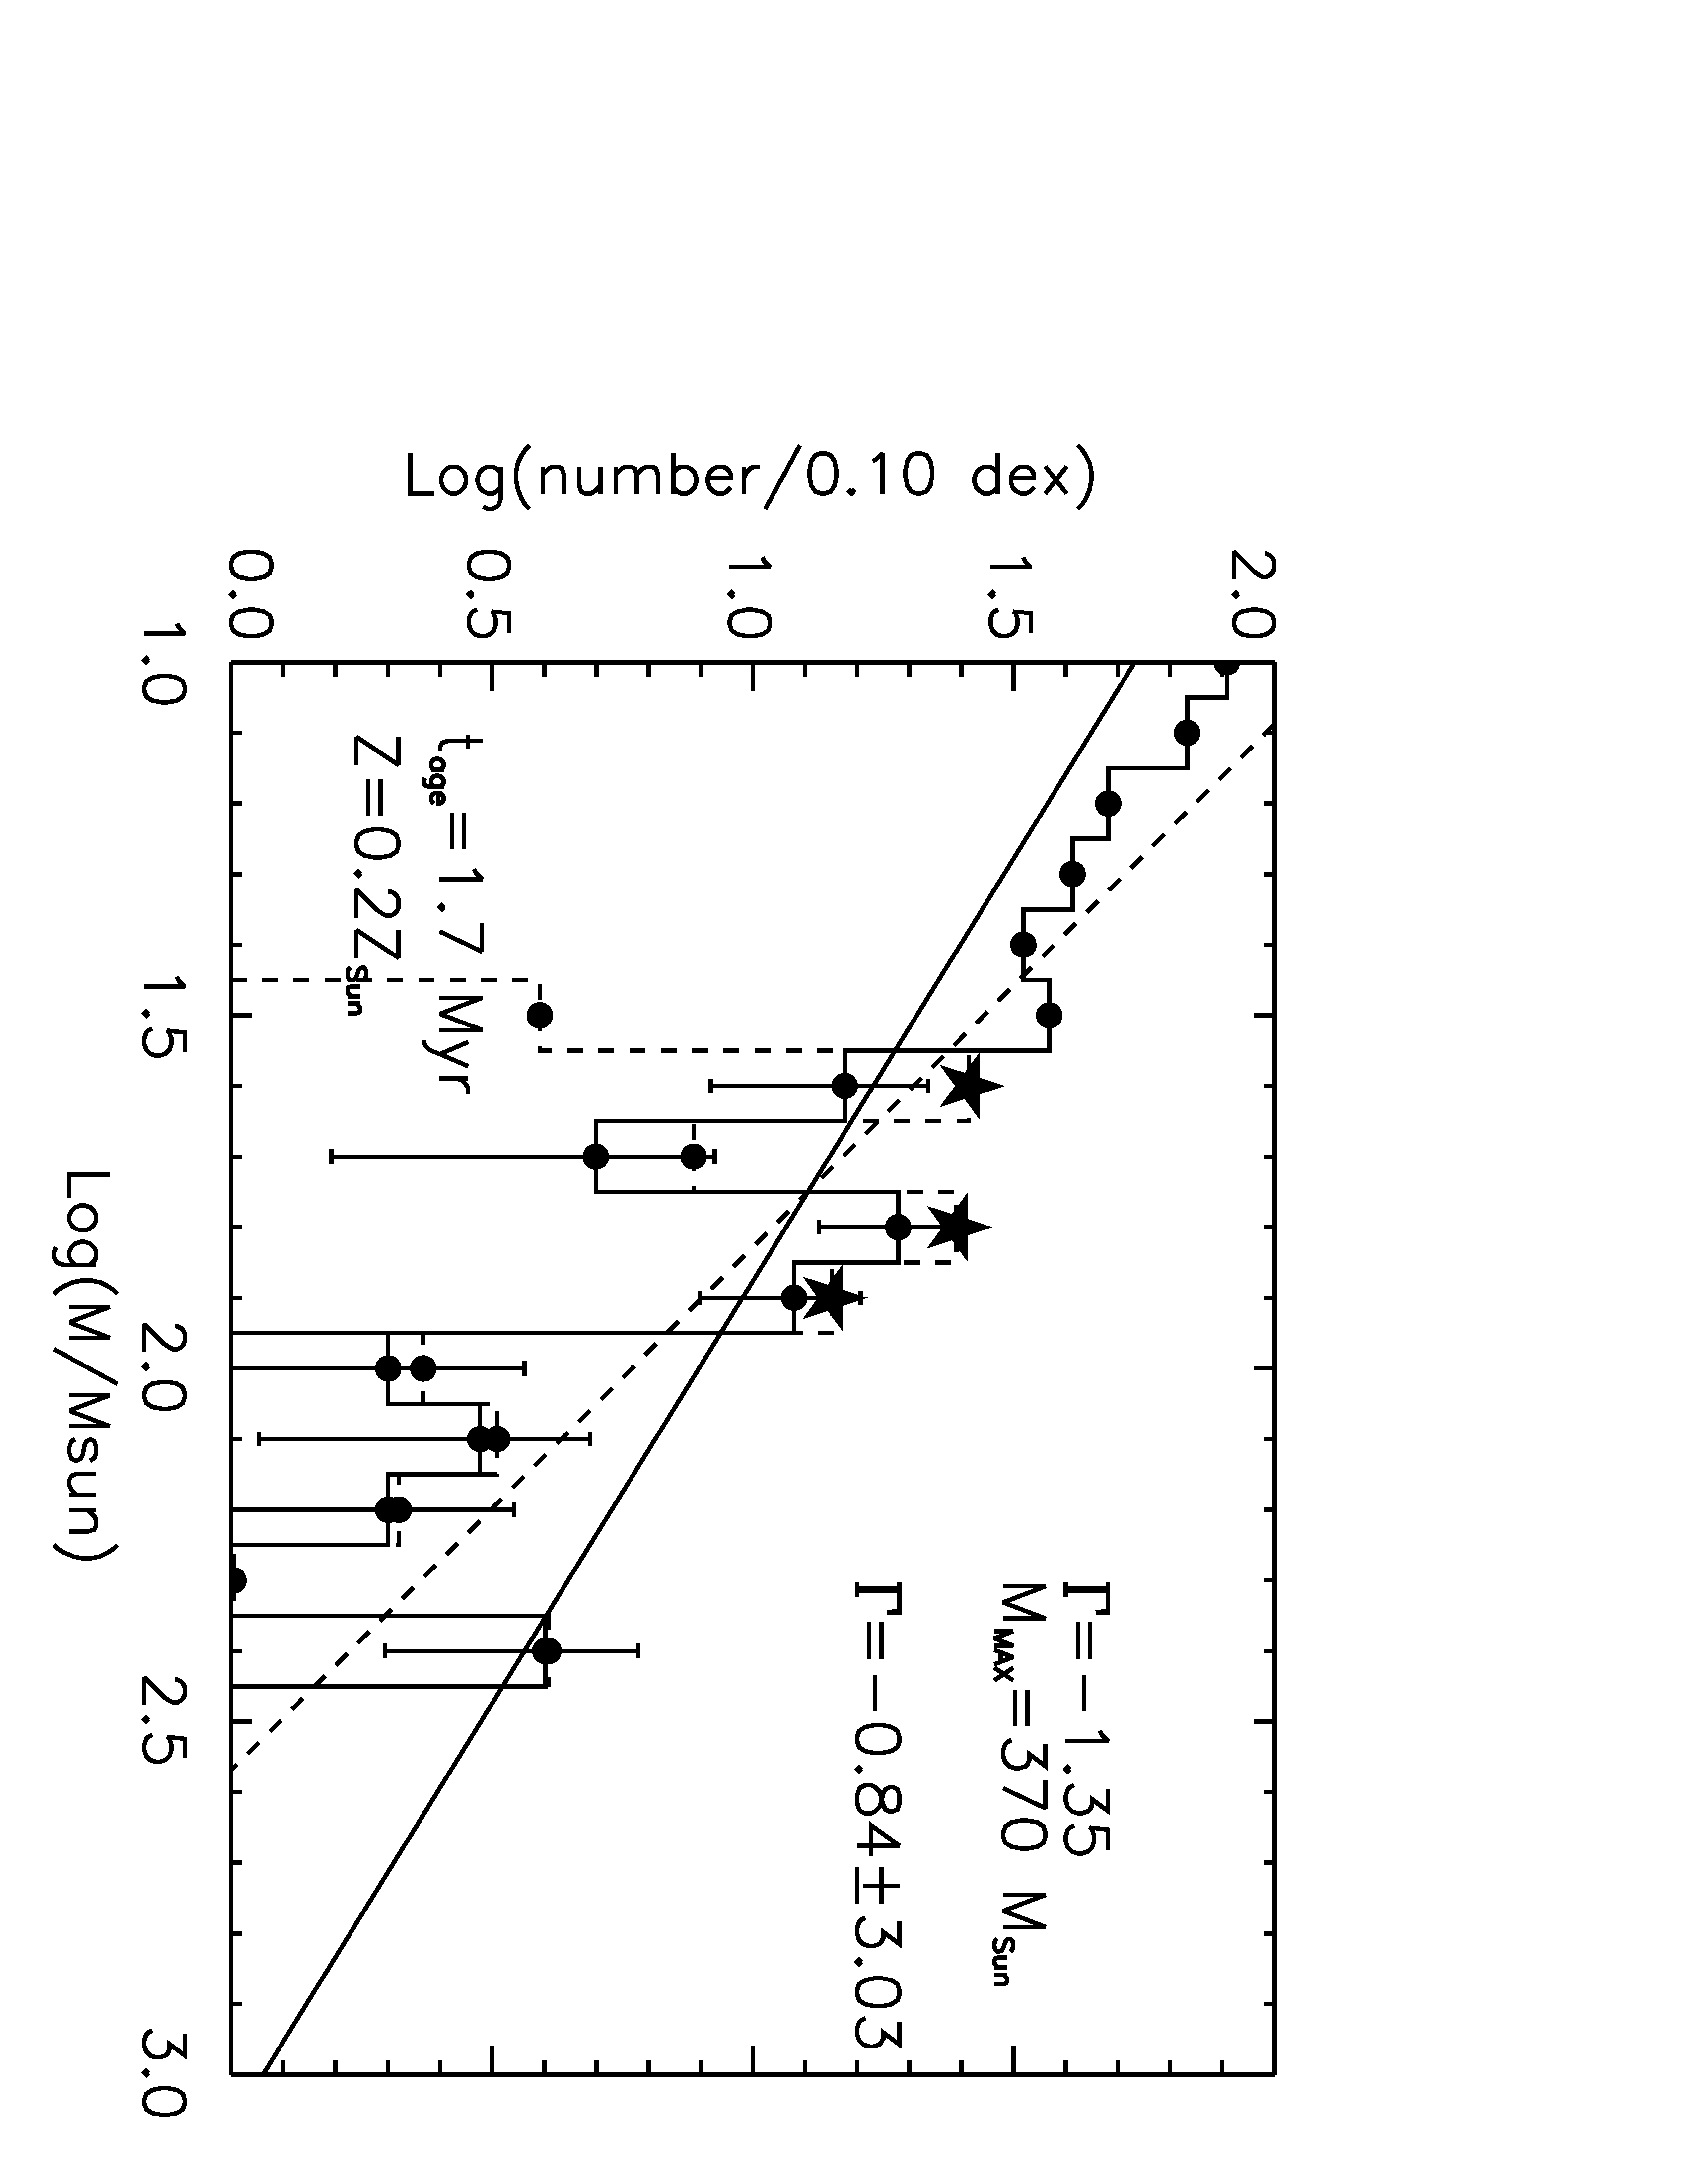 Log(number/0.10 dex)
2.0
1.5
1.0
0.5
0.0
Γ=−1.35
M_MAX=370 M_Sun
Γ=−0.84±3.03
t_age=1.7 Myr
Z=0.2Z_Sun
1.0 1.5 2.0 2.5 3.0
Log(M/Msun)